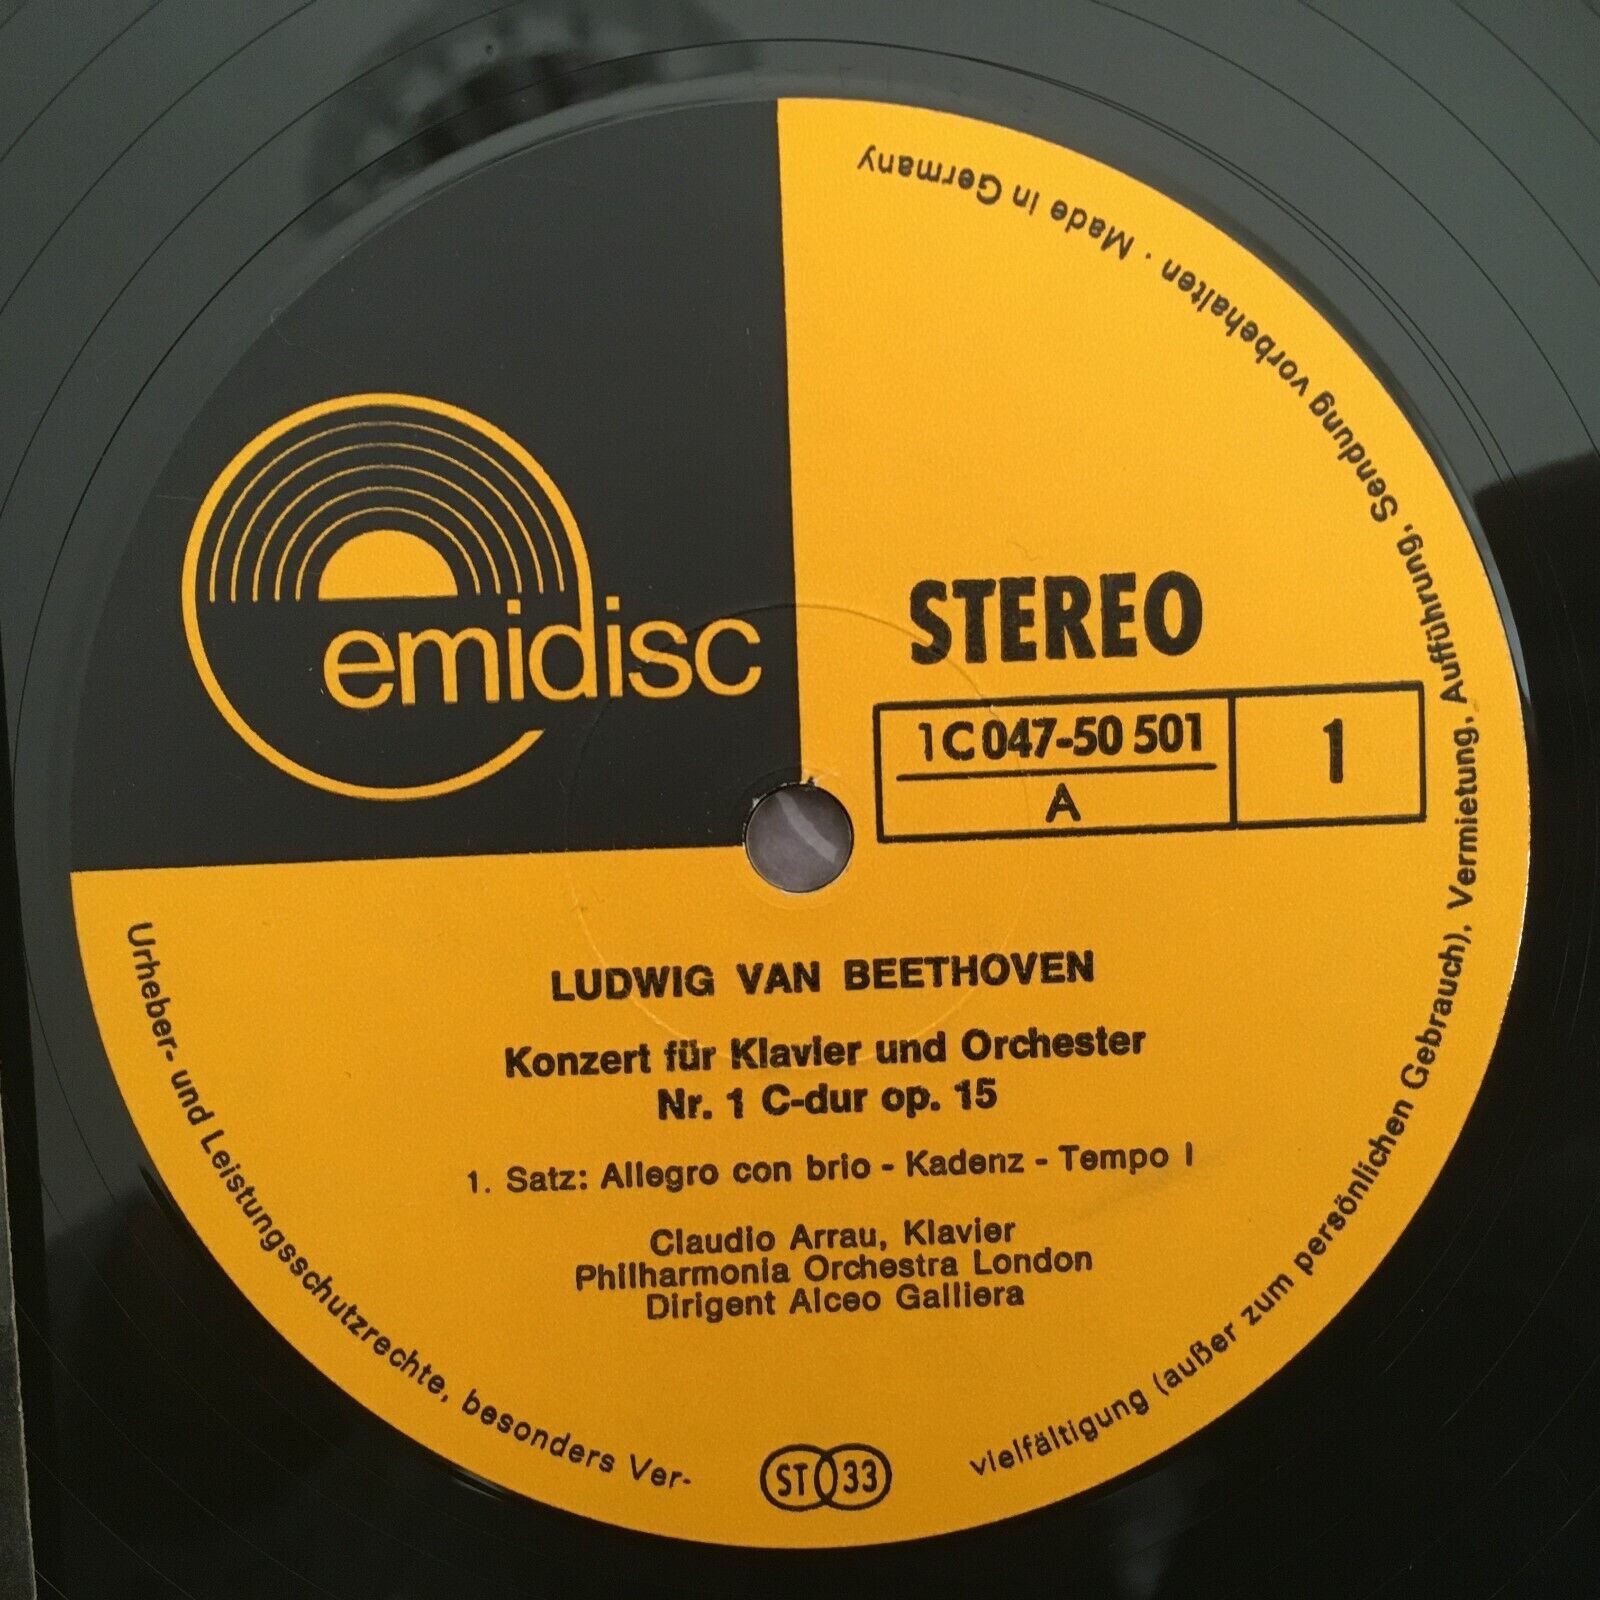 emidisc
STEREO
1C 047-50 501
A
1
LUDWIG VAN BEETHOVEN
Konzert für Klavier und Orchester
Nr. 1 C-dur op. 15
1. Satz: Allegro con brio - Kadenz - Tempo I
Claudio Arrau, Klavier
Philharmonia Orchestra London
Dirigent Alceo Galliera
ST 33
Urheber- und Leistungsschutzrechte, besonders Ver-
vielfältigung (außer zum persönlichen Gebrauch), Vermietung, Aufführung, Sendung vorbehalten · Made in Germany